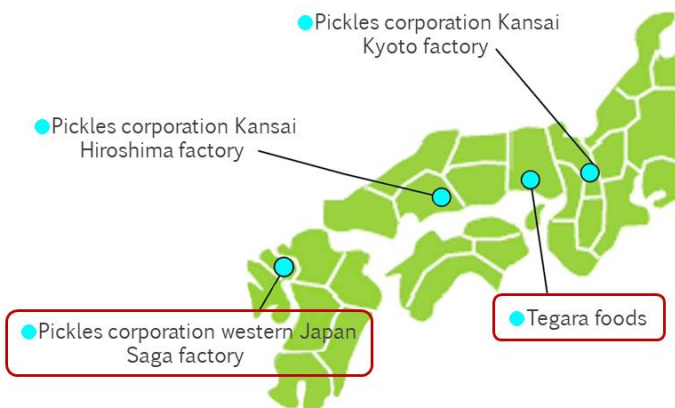 Pickles corporation Kansai
Kyoto factory
Pickles corporation Kansai
Hiroshima factory
Pickles corporation western Japan
Saga factory
Tegara foods